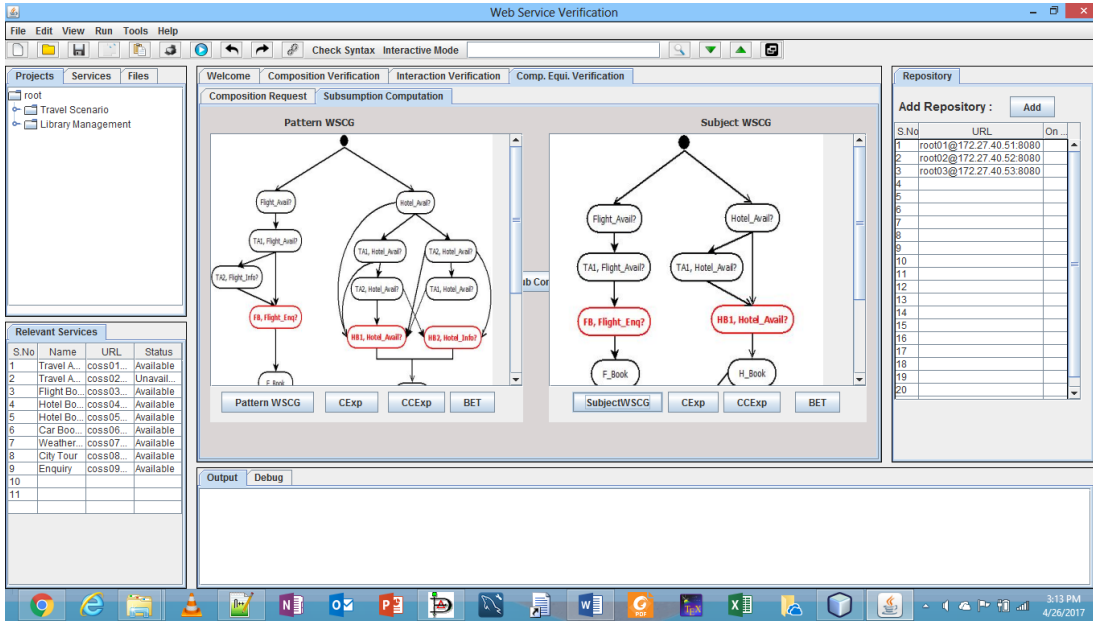 Web Service Verification
File Edit View Run Tools Help
Check Syntax Interactive Mode
Projects Services Files
root
Travel Scenario
Library Management
Relevant Services
S.No Name URL Status
1 Travel A... coss01... Available
2 Travel A... coss02... Unavail...
3 Flight Bo... coss03... Available
4 Hotel Bo... coss04... Available
5 Hotel Bo... coss05... Available
6 Car Boo... coss06... Available
7 Weather... coss07... Available
8 City Tour coss08... Available
9 Enquiry coss09... Available
10
11
Welcome Composition Verification Interaction Verification Comp. Equi. Verification
Composition Request Subsumption Computation
Pattern WSCG
Flight_Avail?
Hotel_Avail?
TA1, Flight_Avail?
TA1, Hotel_Avail?
TA2, Hotel_Avail?
TA2, Flight_Info?
TA2, Hotel_Avail?
TA1, Hotel_Avail?
FB, Flight_Enq?
HB1, Hotel_Avail?
HB2, Hotel_Info?
F_Book
Pattern WSCG CExp CCExp BET
ub Cor
Subject WSCG
Flight_Avail?
Hotel_Avail?
TA1, Flight_Avail?
TA1, Hotel_Avail?
FB, Flight_Enq?
HB1, Hotel_Avail?
F_Book
H_Book
SubjectWSCG CExp CCExp BET
Output Debug
Repository
Add Repository : Add
S.No URL On ...
1 root01@172.27.40.51:8080
2 root02@172.27.40.52:8080
3 root03@172.27.40.53:8080
4
5
6
7
8
9
10
11
12
13
14
15
16
17
18
19
20
3:13 PM
4/26/2017